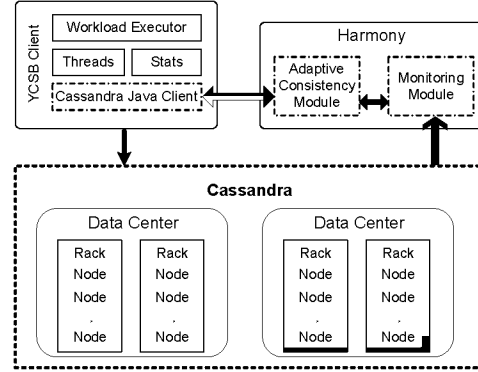 YCSB Client
Workload Executor
Threads
Stats
Cassandra Java Client
Harmony
Adaptive
Consistency
Module
Monitoring
Module
Cassandra
Data Center
Rack
Node
Node
.
Node
Rack
Node
Node
.
Node
Data Center
Rack
Node
Node
.
Node
Rack
Node
Node
.
Node